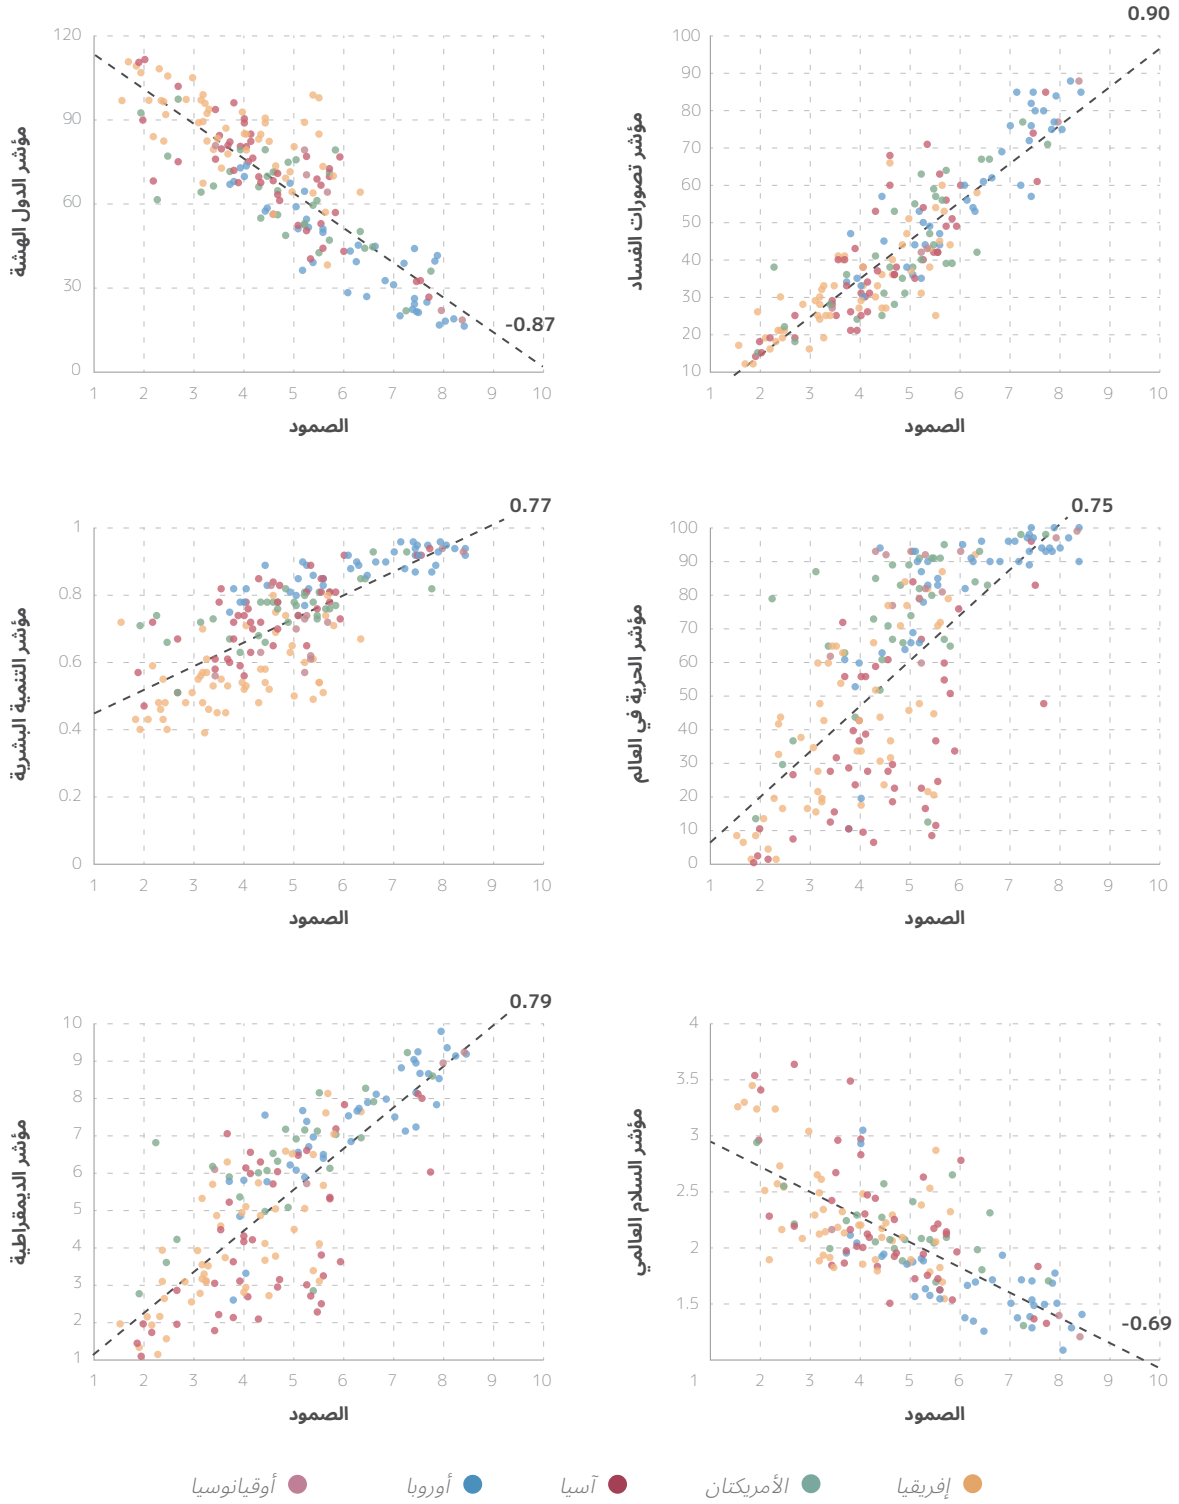 0.90
مؤشر الدول الهشة
120
90
60
30
0
-0.87
1 2 3 4 5 6 7 8 9 10
الصمود
مؤشر تصورات الفساد
100
90
80
70
60
50
40
30
20
10
1 2 3 4 5 6 7 8 9 10
الصمود
0.77
مؤشر التنمية البشرية
1
0.8
0.6
0.4
0.2
0
1 2 3 4 5 6 7 8 9 10
الصمود
0.75
مؤشر الحرية في العالم
100
90
80
70
60
50
40
30
20
10
0
1 2 3 4 5 6 7 8 9 10
الصمود
0.79
مؤشر الديمقراطية
10
9
8
7
6
5
4
3
2
1
1 2 3 4 5 6 7 8 9 10
الصمود
مؤشر السلام العالمي
4
3.5
3
2.5
2
1.5
-0.69
1 2 3 4 5 6 7 8 9 10
الصمود
إفريقيا
الأمريكتان
آسيا
أوروبا
أوقيانوسيا